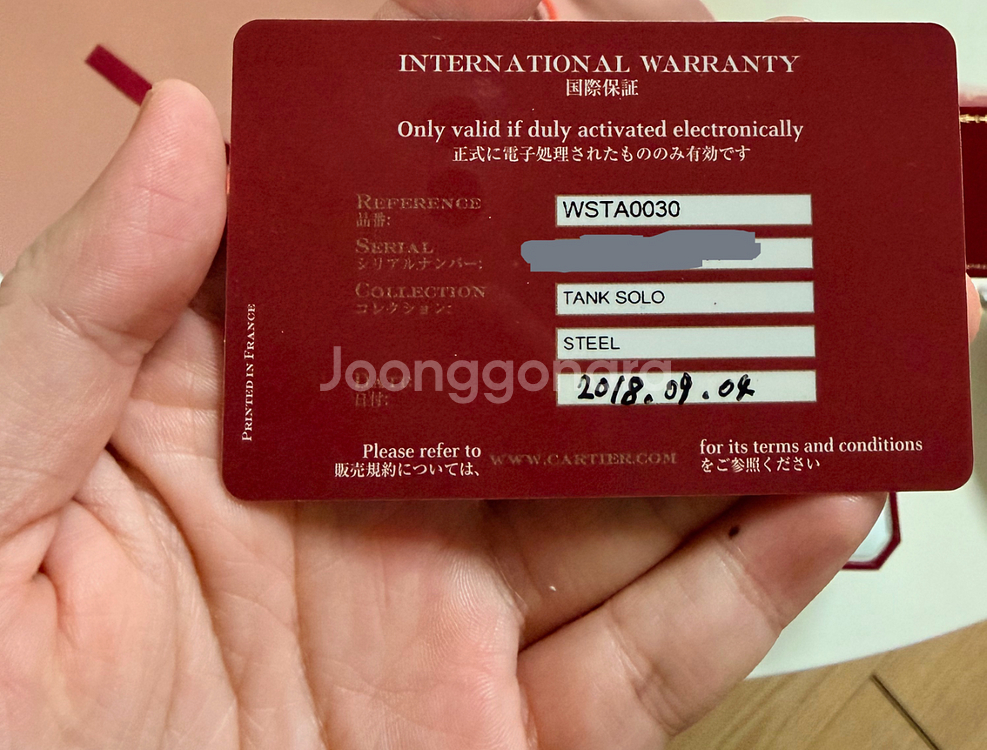 INTERNATIONAL WARRANTY
国際保証
Only valid if duly activated electronically
正式に電子処理されたもののみ有効です
REFERENCE
品番:
WSTA0030
SERIAL
シリアルナンバー:
COLLECTION
コレクション:
TANK SOLO
STEEL
DATE
日付:
2018.09.04
Joonggonara
PRINTED IN FRANCE
Please refer to WWW.CARTIER.COM for its terms and conditions
販売規約については、 をご参照ください